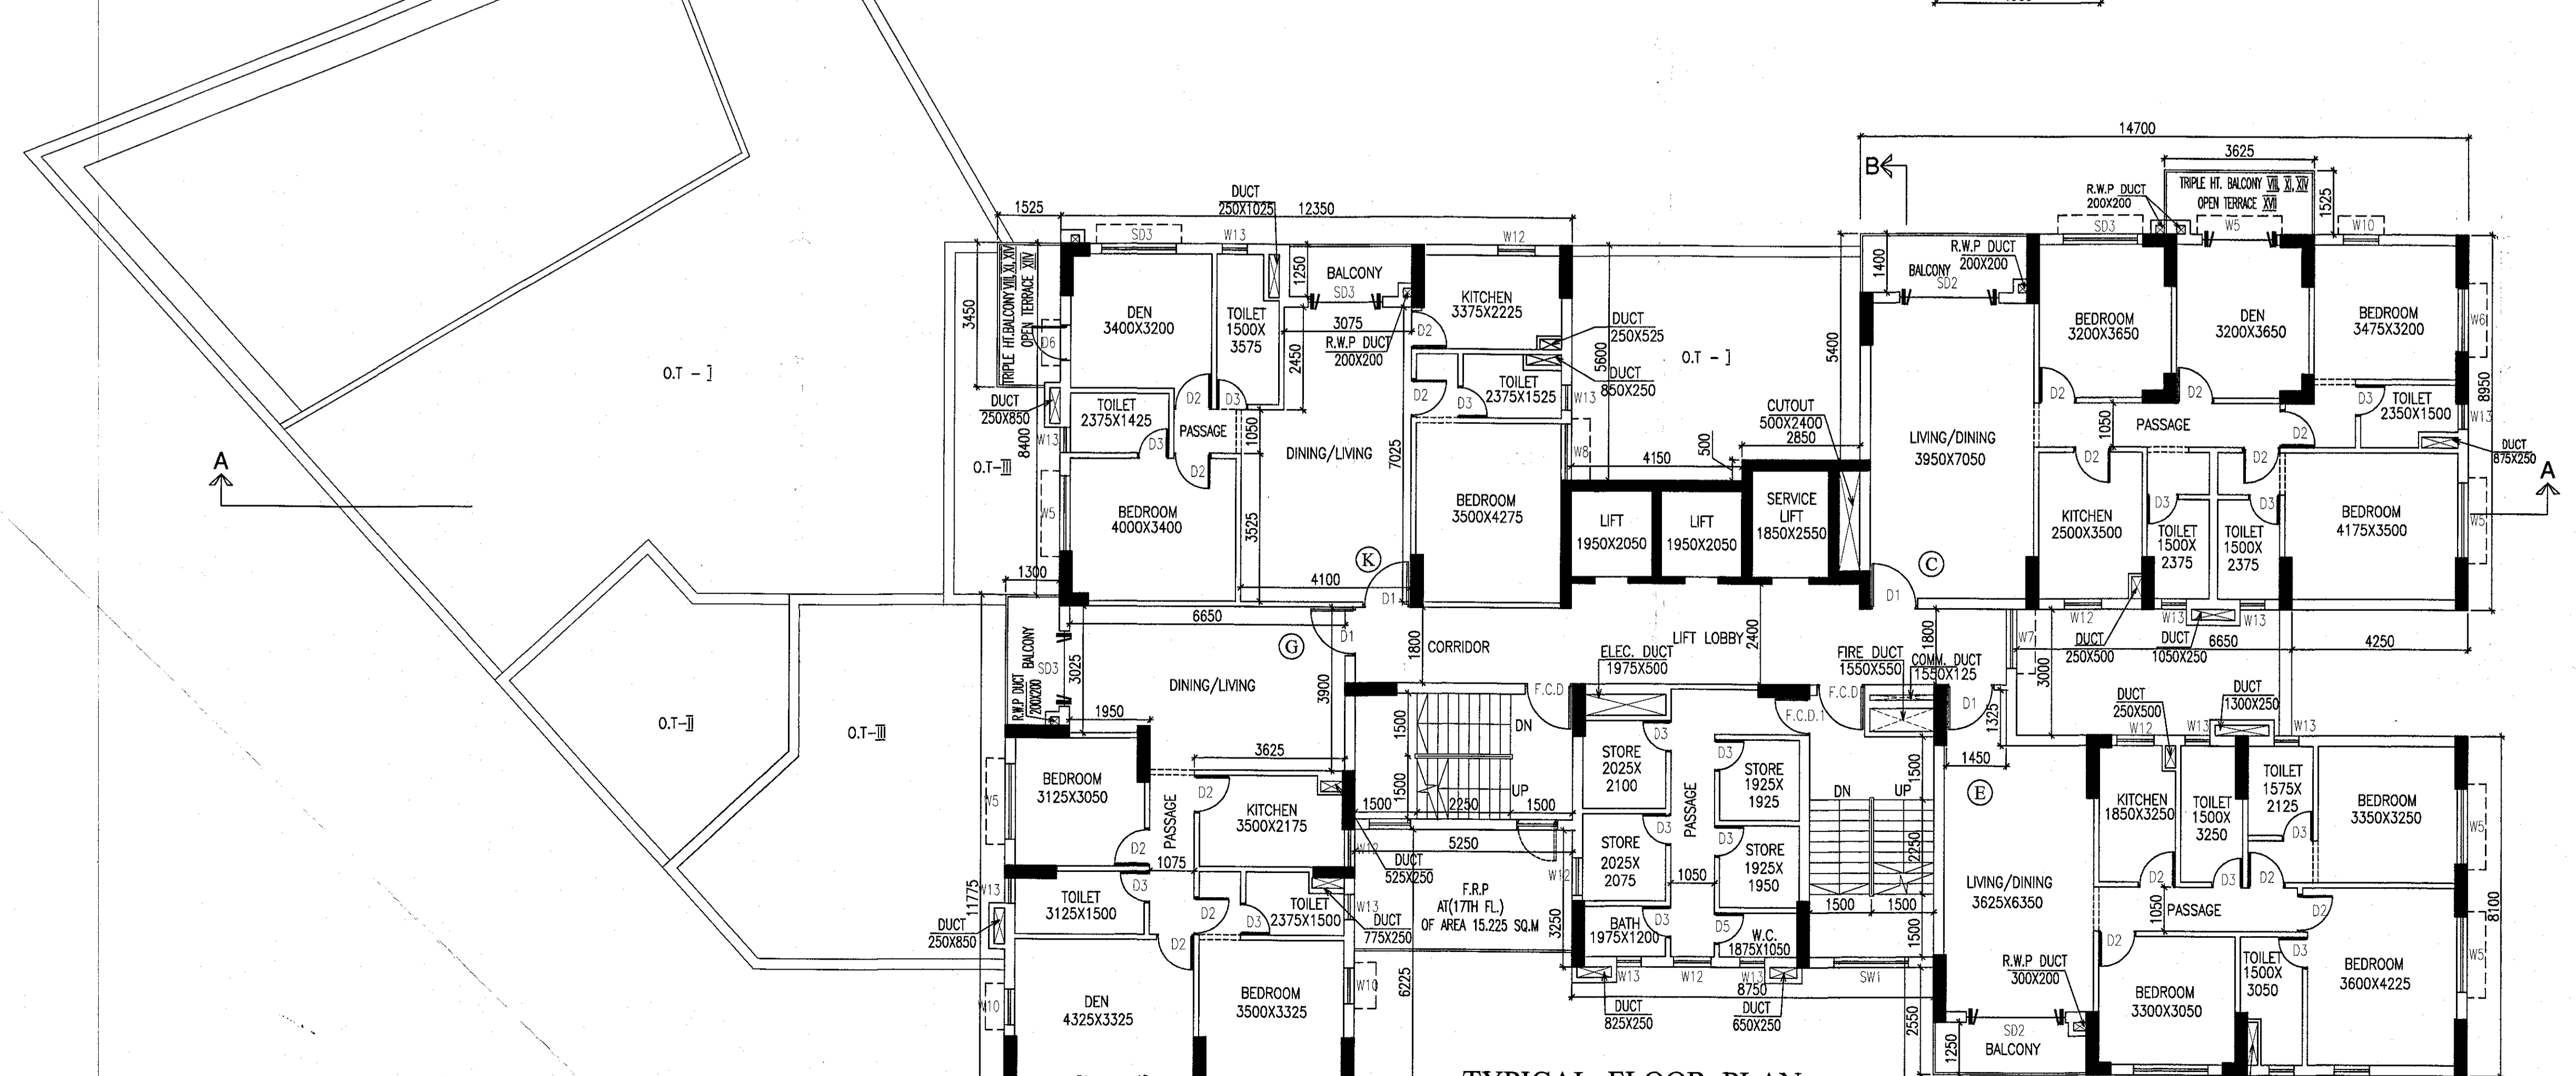 14700
B
3625
TRIPLE HT. BALCONY VIII, XI, XIV
OPEN TERRACE XVII
R.W.P DUCT
200X200
1525
SD3
W5
W10
DUCT
250X1025
1525
12350
SD3
W13
W12
TRIPLE HT.BALCONY VIII, XI, XIV
OPEN TERRACE XIV
3450
8400
D6
DEN
3400X3200
TOILET
1500X
3575
1250
BALCONY
SD3
3075
R.W.P DUCT
200X200
2450
KITCHEN
3375X2225
D2
DUCT
250X525
5600
O.T - I
DUCT
850X250
TOILET
2375X1525
D2
D3
W13
W8
O.T - I
DUCT
250X850
TOILET
2375X1425
W13
D3
D2
D3
PASSAGE
1050
D2
DINING/LIVING
7025
O.T-III
W5
BEDROOM
4000X3400
3525
4100
K
D1
BEDROOM
3500X4275
4150
500
2850
CUTOUT
500X2400
5400
LIFT
1950X2050
LIFT
1950X2050
SERVICE
LIFT
1850X2550
1400
BALCONY
SD2
R.W.P DUCT
200X200
LIVING/DINING
3950X7050
C
D1
BEDROOM
3200X3650
D2
DEN
3200X3650
D2
BEDROOM
3475X3200
W6
8950
TOILET
2350X1500
D3
W13
DUCT
875X250
1050
PASSAGE
D2
D2
D2
KITCHEN
2500X3500
D3
TOILET
1500X
2375
D3
TOILET
1500X
2375
BEDROOM
4175X3500
W5
A
A
1300
6650
G
D1
1800
CORRIDOR
LIFT LOBBY
2400
1800
W7
W12
W13
W13
DUCT
250X500
DUCT
1050X250
6650
4250
3000
R.W.P DUCT
200X200
BALCONY
SD3
3025
DINING/LIVING
3900
1950
3625
O.T-II
O.T-III
ELEC. DUCT
1975X500
FIRE DUCT
1550X550
COMM. DUCT
1550X125
F.C.D
F.C.D
F.C.D.1
D1
1325
1450
DUCT
250X500
DUCT
1300X250
W12
W13
W13
W5
BEDROOM
3125X3050
D2
PASSAGE
D2
KITCHEN
3500X2175
1075
1500
1500
DN
UP
1500
2250
1500
5250
W12
DUCT
525X250
STORE
2025X
2100
D3
PASSAGE
D3
STORE
1925X
1925
STORE
2025X
2075
D3
D3
STORE
1925X
1950
1050
1500
DN
UP
2250
1500
1500
1500
E
KITCHEN
1850X3250
TOILET
1500X
3250
TOILET
1575X
2125
D3
BEDROOM
3350X3250
W5
D2
D3
D2
8100
11775
W13
TOILET
3125X1500
D3
D2
D3
TOILET
2375X1500
W13
DUCT
775X250
DUCT
250X850
D2
F.R.P
AT(17TH FL.)
OF AREA 15.225 SQ.M
W12
3250
BATH
1975X1200
D3
D5
W.C.
1875X1050
W13
W12
W13
SW1
8750
DUCT
825X250
DUCT
650X250
LIVING/DINING
3625X6350
1050
PASSAGE
D2
D2
D3
W5
W10
DEN
4325X3325
BEDROOM
3500X3325
W10
6225
R.W.P DUCT
300X200
2550
1250
SD2
BALCONY
BEDROOM
3300X3050
TOILET
1500X
3050
BEDROOM
3600X4225
TYPICAL FLOOR PLAN